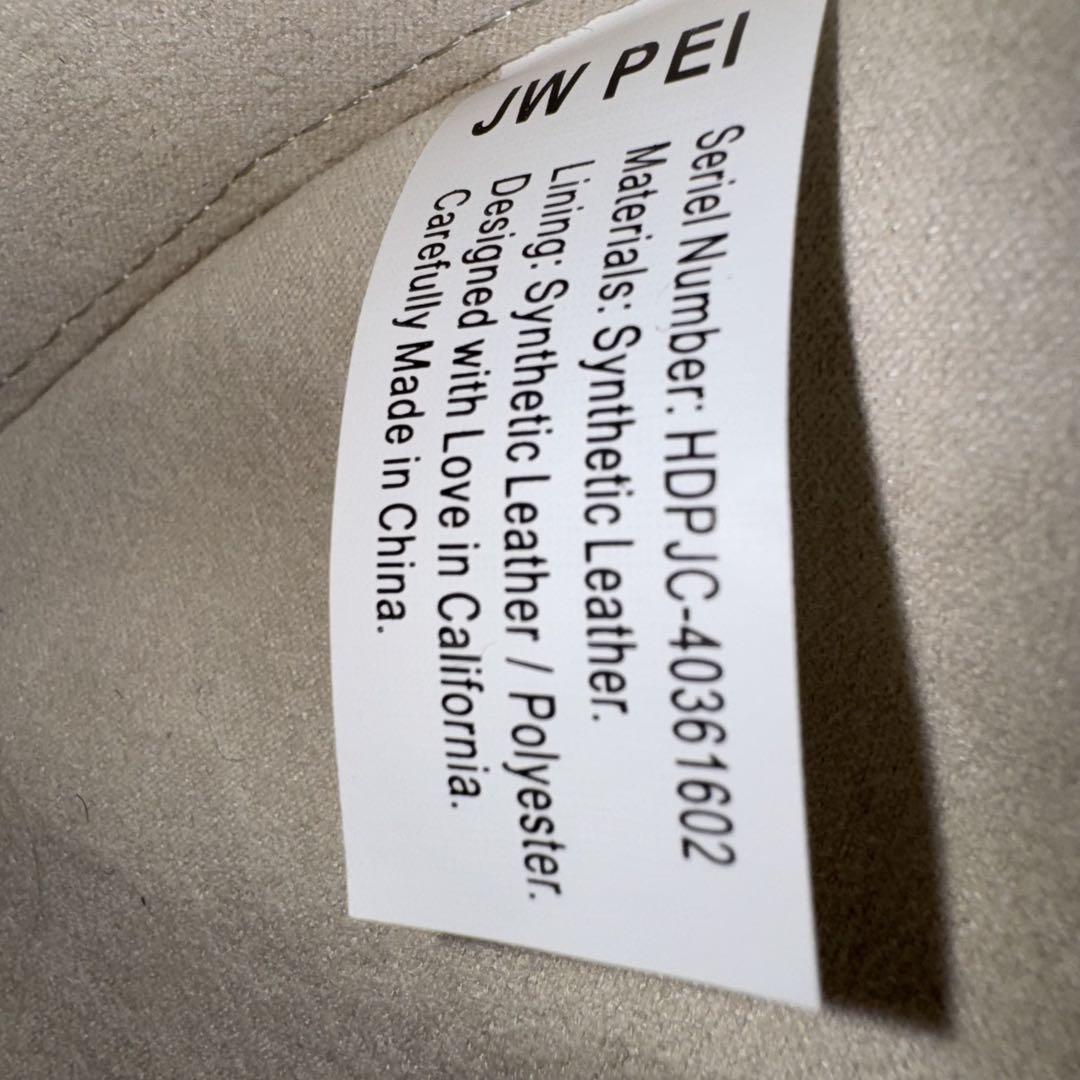 JW PEI
Seriel Number: HDPJC-40361602
Materials: Synthetic Leather.
Lining: Synthetic Leather / Polyester.
Designed with Love in California.
Carefully Made in China.